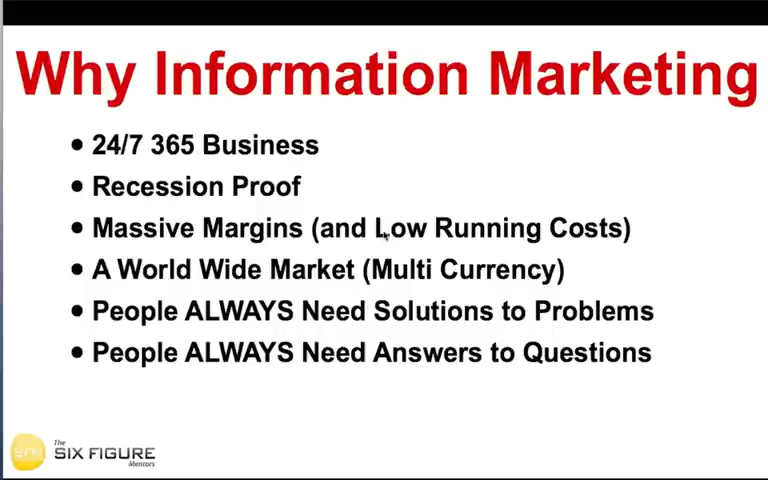 Why Information Marketing
• 24/7 365 Business
• Recession Proof
• Massive Margins (and Low Running Costs)
• A World Wide Market (Multi Currency)
• People ALWAYS Need Solutions to Problems
• People ALWAYS Need Answers to Questions
SFM
The
SIX FIGURE
Mentors